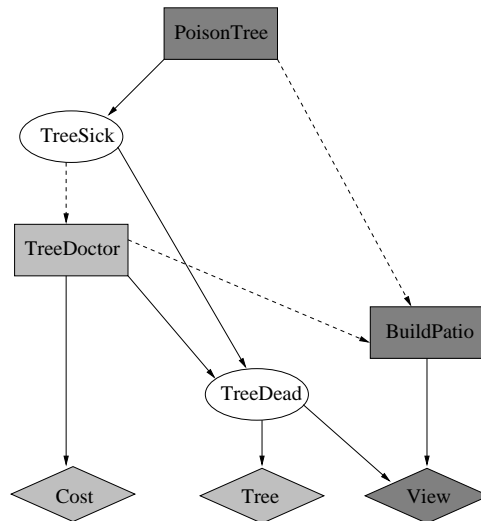 PoisonTree
TreeSick
TreeDoctor
BuildPatio
TreeDead
Cost
Tree
View